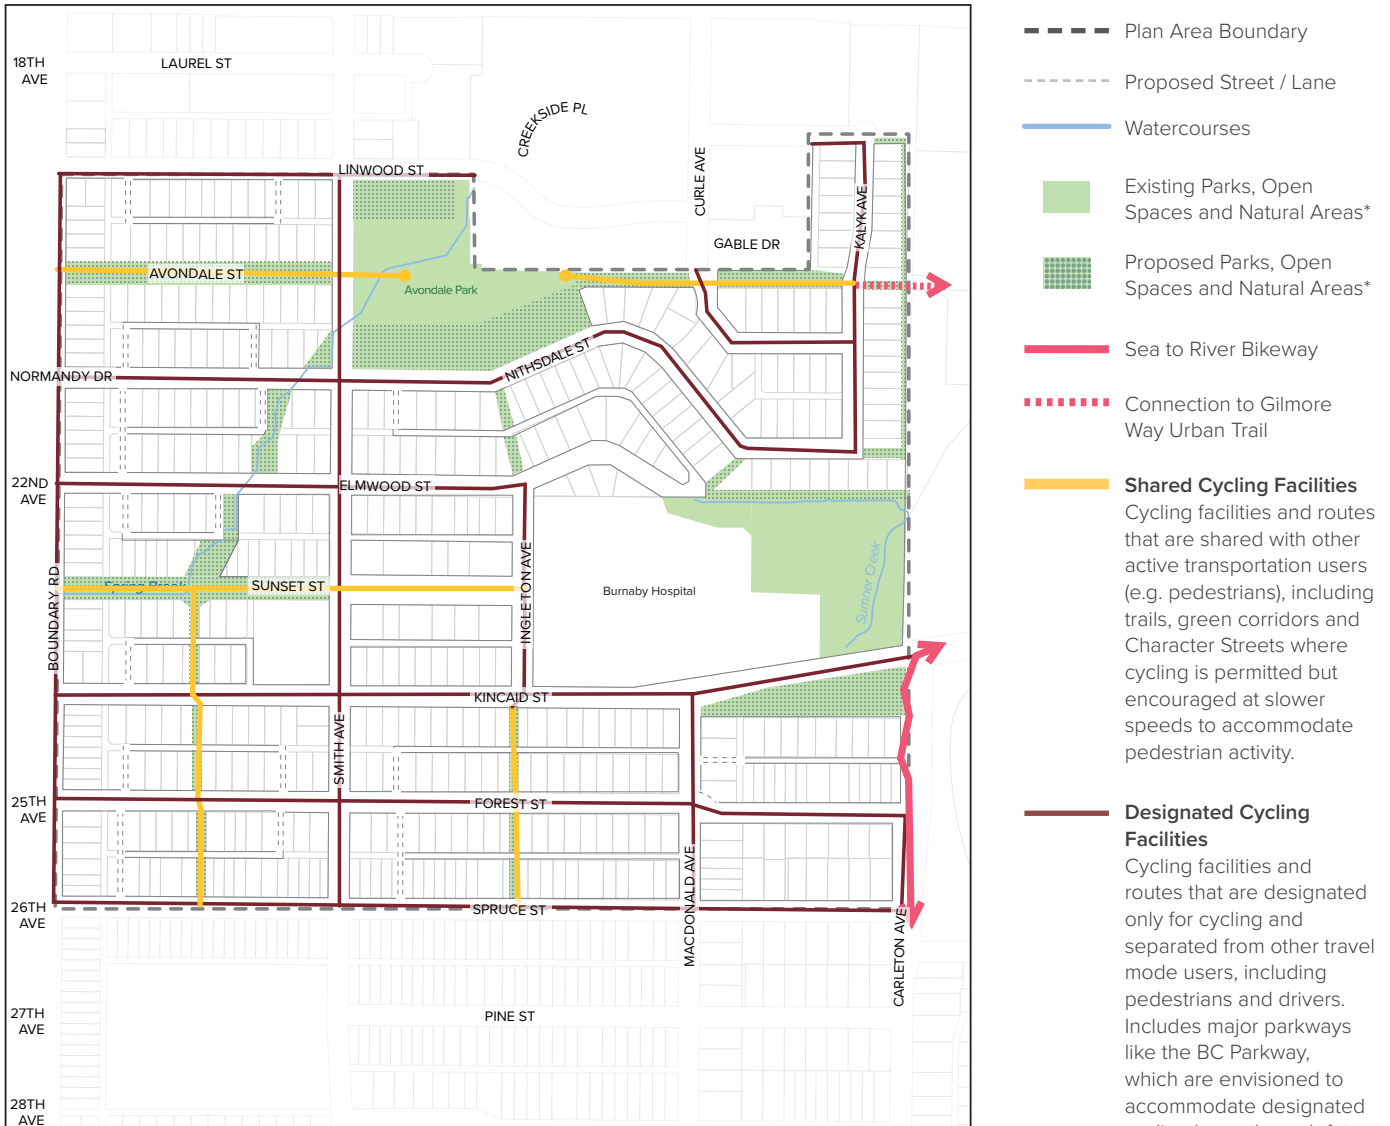 18TH
AVE
LAUREL ST
CREEKSIDE PL
LINWOOD ST
CURLE AVE
KALYK AVE
GABLE DR
AVONDALE ST
Avondale Park
NITHSDALE ST
NORMANDY DR
22ND
AVE
ELMWOOD ST
BOUNDARY RD
Spring Brook
SUNSET ST
INGLETON AVE
Burnaby Hospital
Sumner Creek
KINCAID ST
SMITH AVE
25TH
AVE
FOREST ST
MACDONALD AVE
26TH
AVE
SPRUCE ST
CARLETON AVE
27TH
AVE
PINE ST
28TH
AVE
Plan Area Boundary
Proposed Street / Lane
Watercourses
Existing Parks, Open
Spaces and Natural Areas*
Proposed Parks, Open
Spaces and Natural Areas*
Sea to River Bikeway
Connection to Gilmore
Way Urban Trail
Shared Cycling Facilities
Cycling facilities and routes
that are shared with other
active transportation users
(e.g. pedestrians), including
trails, green corridors and
Character Streets where
cycling is permitted but
encouraged at slower
speeds to accommodate
pedestrian activity.
Designated Cycling
Facilities
Cycling facilities and
routes that are designated
only for cycling and
separated from other travel
mode users, including
pedestrians and drivers.
Includes major parkways
like the BC Parkway,
which are envisioned to
accommodate designated